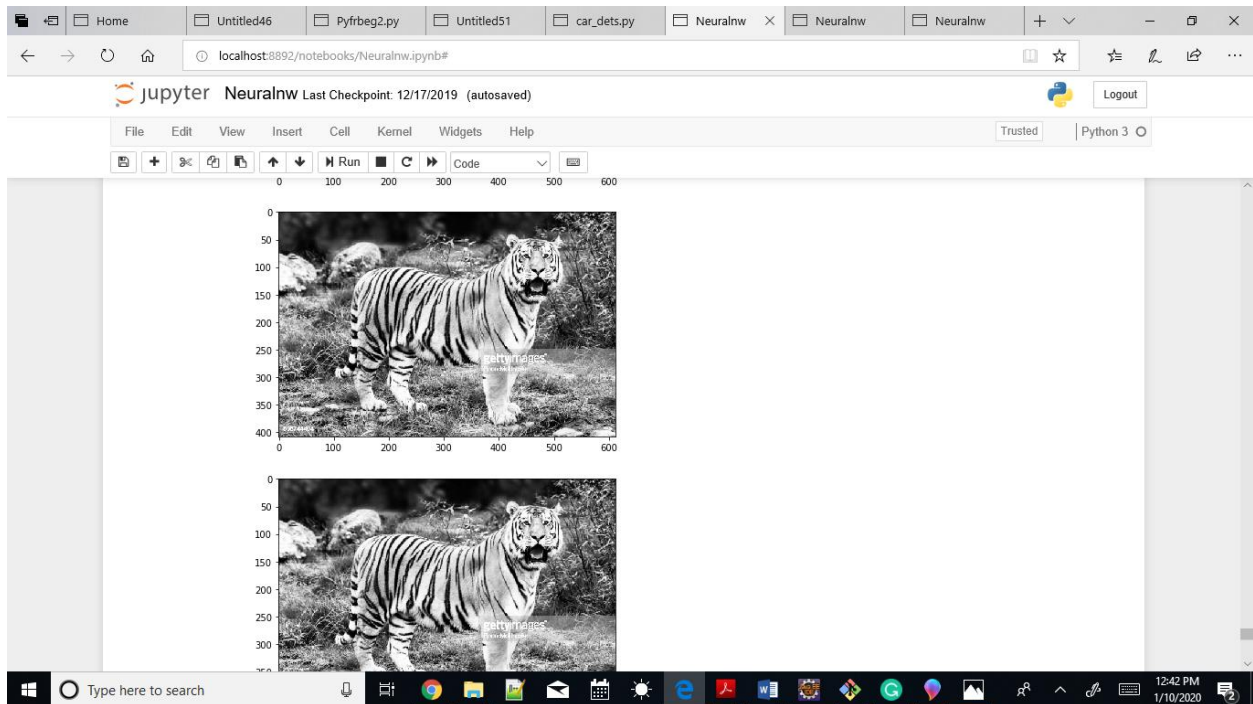 Home Untitled46 Pyfrbeg2.py Untitled51 car_dets.py Neuralnw Neuralnw Neuralnw
localhost:8892/notebooks/Neuralnw.ipynb#
jupyter Neuralnw Last Checkpoint: 12/17/2019 (autosaved)
Logout
File Edit View Insert Cell Kernel Widgets Help
Trusted
Python 3
Run
Code
0 100 200 300 400 500 600
0
50
100
150
200
250
gettyimages
300
350
400
0 100 200 300 400 500 600
0
50
100
150
200
250
gettyimages
300
Type here to search
12:42 PM
1/10/2020
2